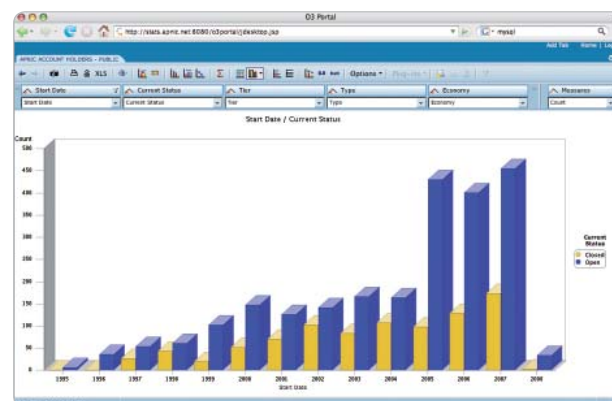 O3 Portal
http://stats.apnic.net:8080/o3portal/jdesktop.jsp
mysql
Add Tab Home | Lo
APNIC ACCOUNT HOLDERS - PUBLIC
XLS Options
Start Date Current Status Tier Type Economy Measures
Start Date Current Status Tier Type Economy Count
Start Date / Current Status
Count
500
450
400
350
300
250
200
150
100
50
0
1995 1996 1997 1998 1999 2000 2001 2002 2003 2004 2005 2006 2007 2008
Start Date
Current
Status
Closed
Open